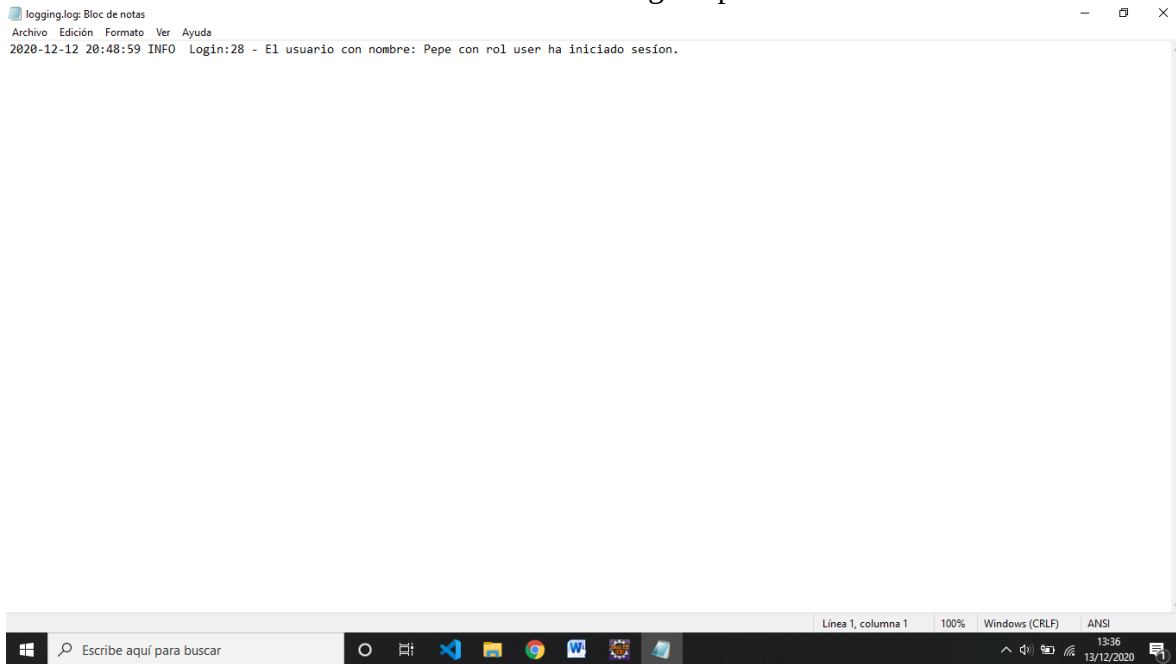 logging.log: Bloc de notas
Archivo Edición Formato Ver Ayuda
2020-12-12 20:48:59 INFO  Login:28 - El usuario con nombre: Pepe con rol user ha iniciado sesíon.
Línea 1, columna 1 100% Windows (CRLF) ANSI
Escribe aquí para buscar
13:36
13/12/2020